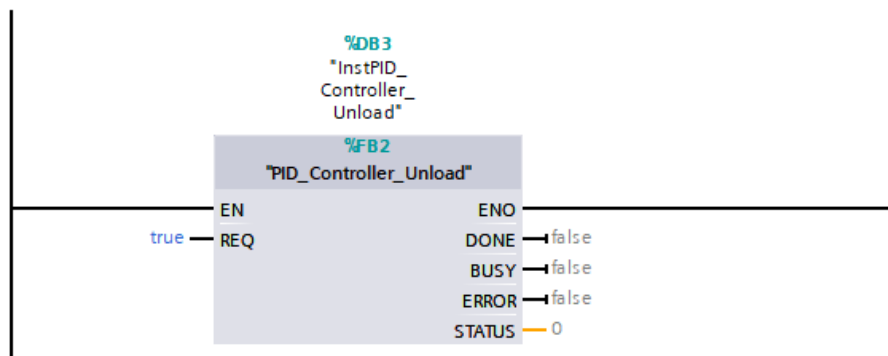 %DB3
"InstPID_
Controller_
Unload"
%FB2
"PID_Controller_Unload"
EN ENO
true REQ DONE false
BUSY false
ERROR false
STATUS 0